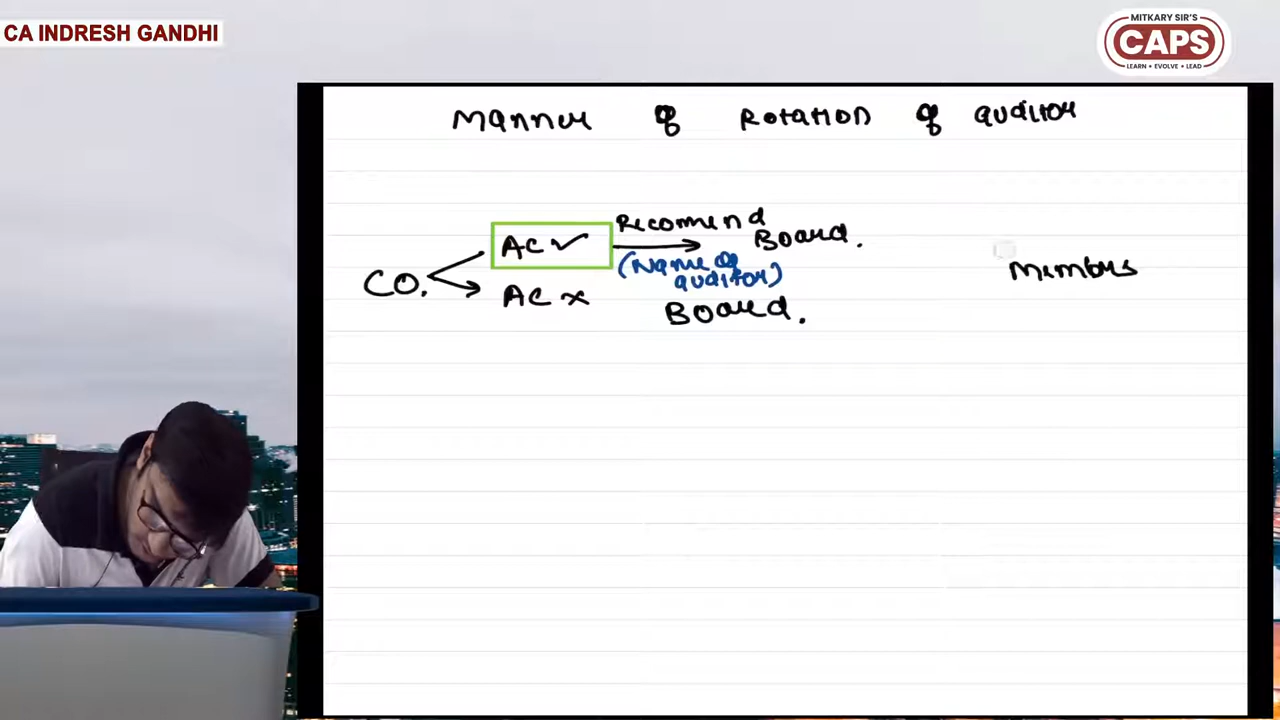 CA INDRESH GANDHI
MITKARY SIR'S
CAPS
LEARN • EVOLVE • LEAD
Manner of Rotation of auditor
Recommend
AC ✓ Board.
(Name of
auditor)
Members
CO.
AC × Board.